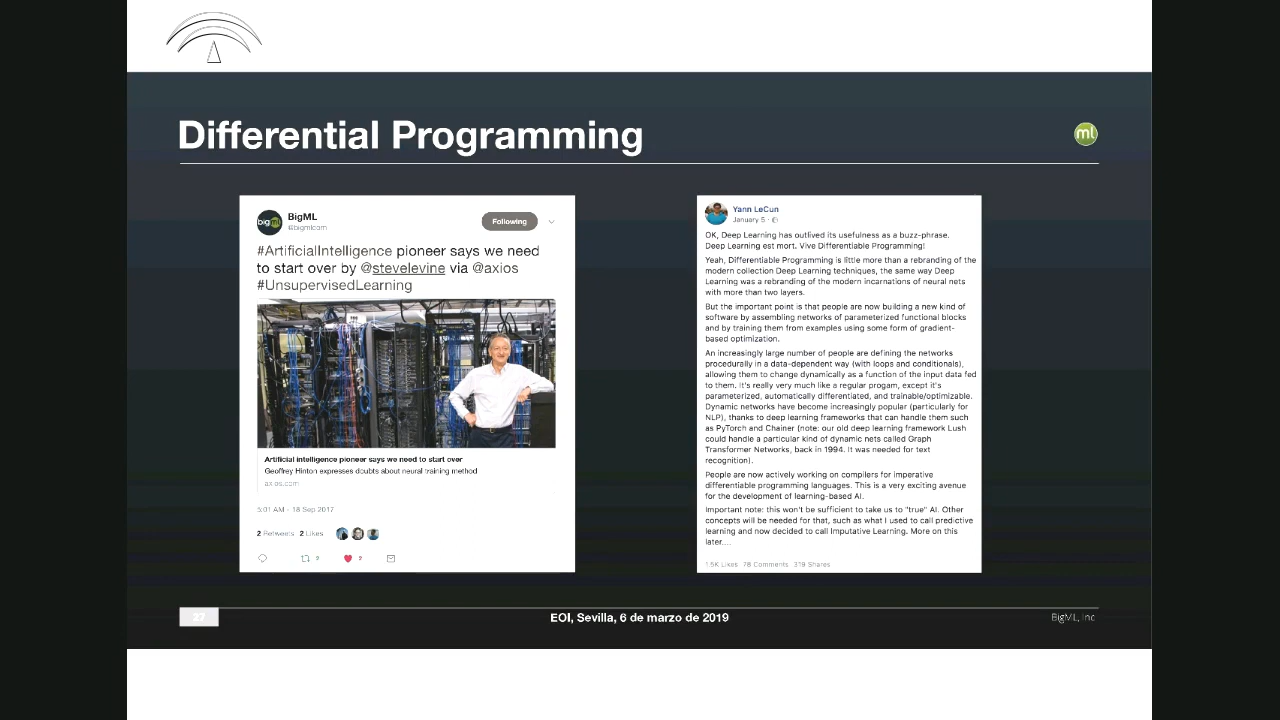 Differential Programming
ml
BigML
@bigmlcom
Following
#ArtificialIntelligence pioneer says we need
to start over by @stevelevine via @axios
#UnsupervisedLearning
Artificial intelligence pioneer says we need to start over
Geoffrey Hinton expresses doubts about neural training method
axios.com
5:01 AM - 18 Sep 2017
2 Retweets 2 Likes
2 2
Yann LeCun
January 5 ·
OK, Deep Learning has outlived its usefulness as a buzz-phrase.
Deep Learning est mort. Vive Differentiable Programming!
Yeah, Differentiable Programming is little more than a rebranding of the
modern collection Deep Learning techniques, the same way Deep
Learning was a rebranding of the modern incarnations of neural nets
with more than two layers.
But the important point is that people are now building a new kind of
software by assembling networks of parameterized functional blocks
and by training them from examples using some form of gradient-
based optimization.
An increasingly large number of people are defining the networks
procedurally in a data-dependent way (with loops and conditionals),
allowing them to change dynamically as a function of the input data fed
to them. It's really very much like a regular progam, except it's
parameterized, automatically differentiated, and trainable/optimizable.
Dynamic networks have become increasingly popular (particularly for
NLP), thanks to deep learning frameworks that can handle them such
as PyTorch and Chainer (note: our old deep learning framework Lush
could handle a particular kind of dynamic nets called Graph
Transformer Networks, back in 1994. It was needed for text
recognition).
People are now actively working on compilers for imperative
differentiable programming languages. This is a very exciting avenue
for the development of learning-based AI.
Important note: this won't be sufficient to take us to "true" AI. Other
concepts will be needed for that, such as what I used to call predictive
learning and now decided to call Imputative Learning. More on this
later....
1.5K Likes 78 Comments 319 Shares
27
EOI, Sevilla, 6 de marzo de 2019
BigML, Inc